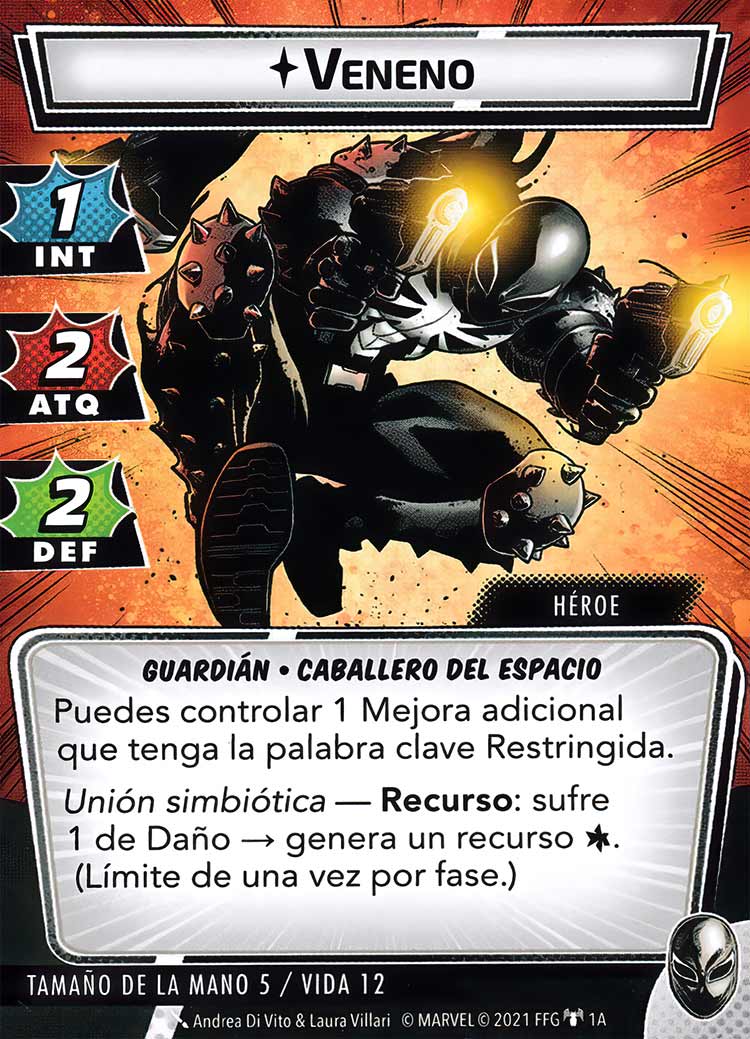 VENENO
1
INT
2
ATQ
2
DEF
HÉROE
GUARDIÁN • CABALLERO DEL ESPACIO
Puedes controlar 1 Mejora adicional
que tenga la palabra clave Restringida.
Unión simbiótica — Recurso: sufre
1 de Daño → genera un recurso ✶.
(Límite de una vez por fase.)
TAMAÑO DE LA MANO 5 / VIDA 12
Andrea Di Vito & Laura Villari © MARVEL © 2021 FFG 1A